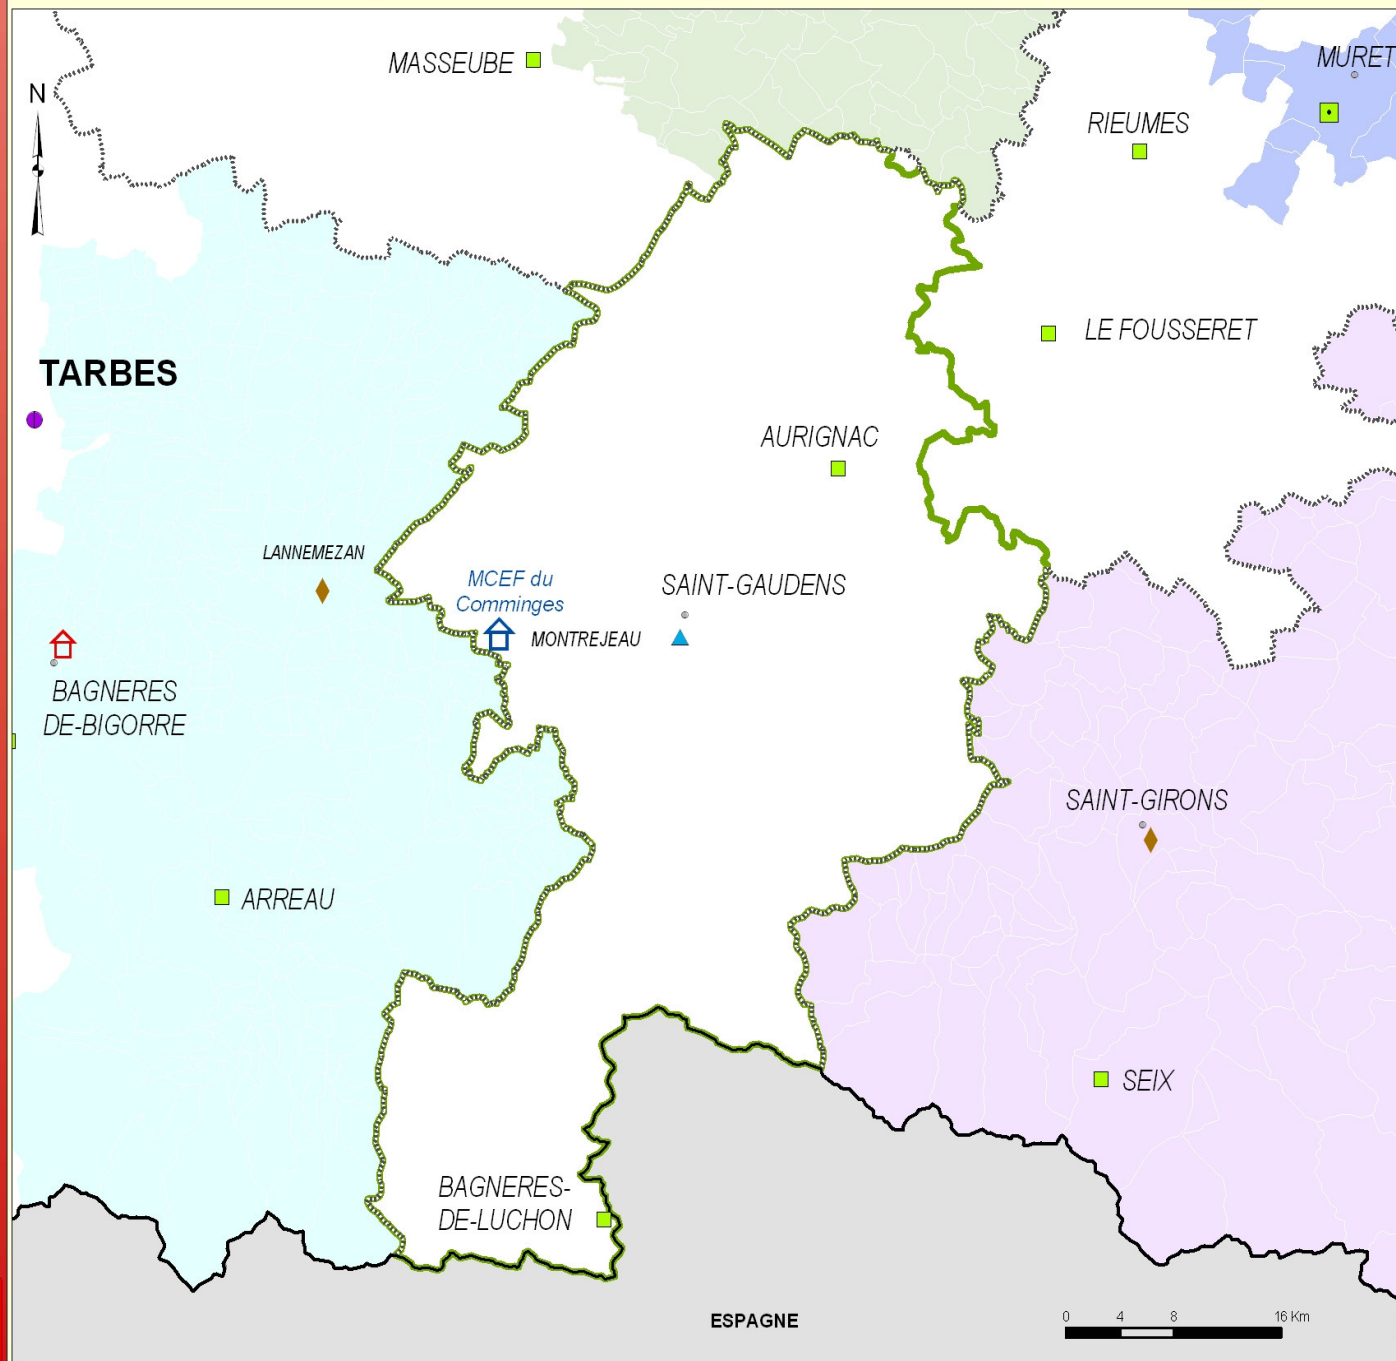 MASSEUBE
MURET
N
RIEUMES
LE FOUSSERET
TARBES
AURIGNAC
LANNEMEZAN
MCEF du
Comminges
SAINT-GAUDENS
MONTREJEAU
BAGNERES
DE-BIGORRE
SAINT-GIRONS
ARREAU
SEIX
BAGNERES-
DE-LUCHON
ESPAGNE
0 4 8 16 Km